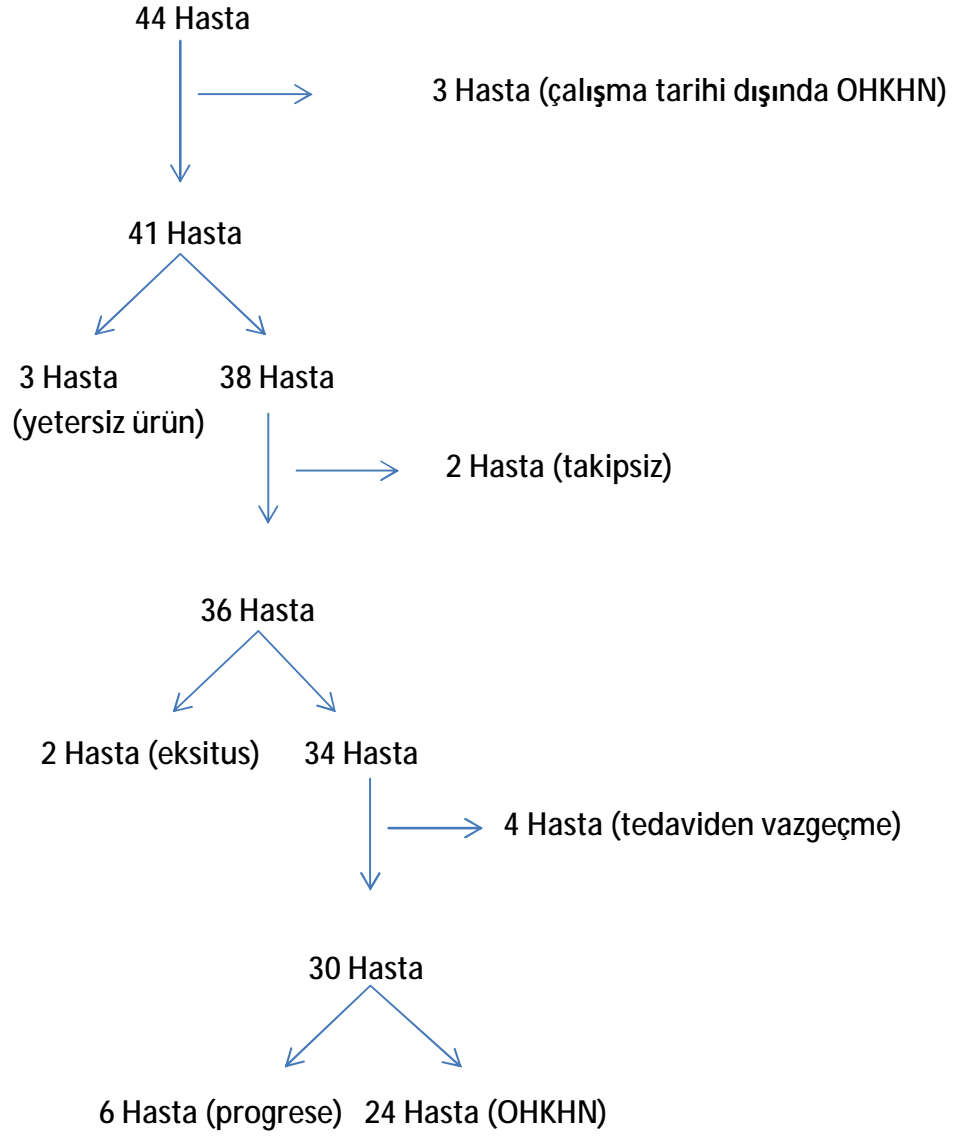 44 Hasta
3 Hasta (çalışma tarihi dışında OHKHN)
41 Hasta
3 Hasta 38 Hasta
(yetersiz ürün)
2 Hasta (takipsiz)
36 Hasta
2 Hasta (eksitus) 34 Hasta
4 Hasta (tedaviden vazgeçme)
30 Hasta
6 Hasta (progrese) 24 Hasta (OHKHN)